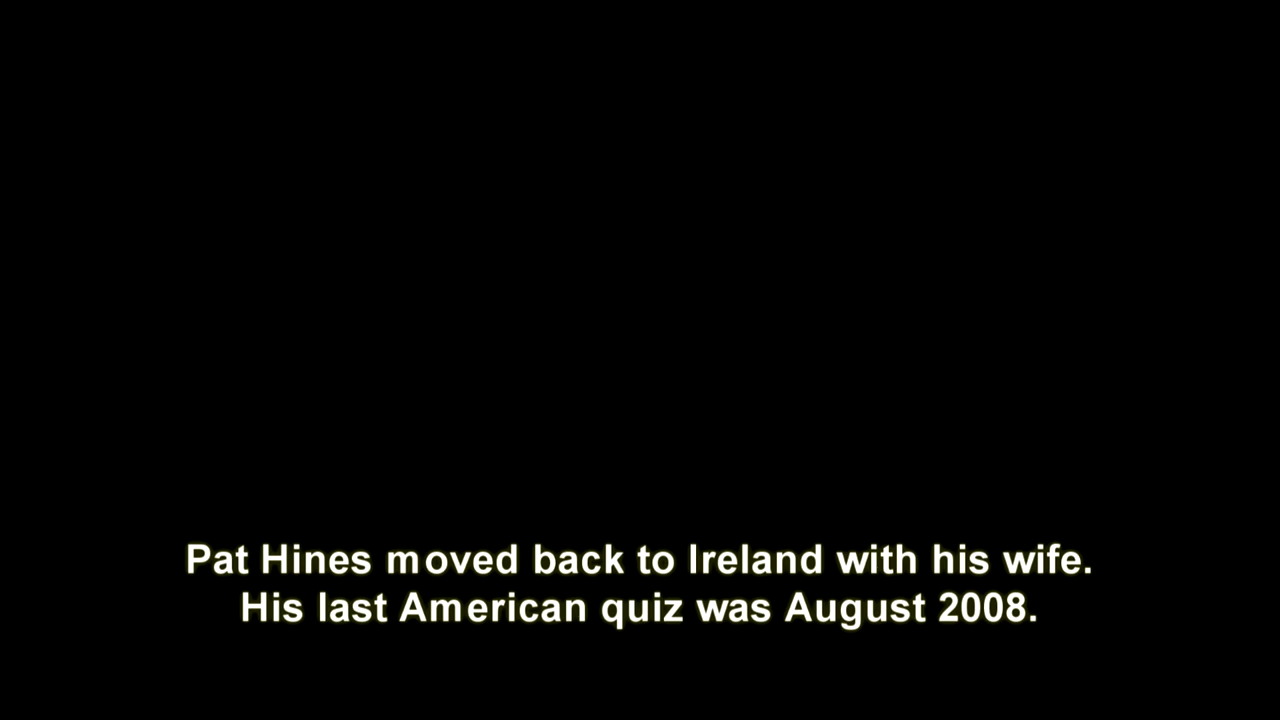 Pat Hines moved back to Ireland with his wife.
His last American quiz was August 2008.